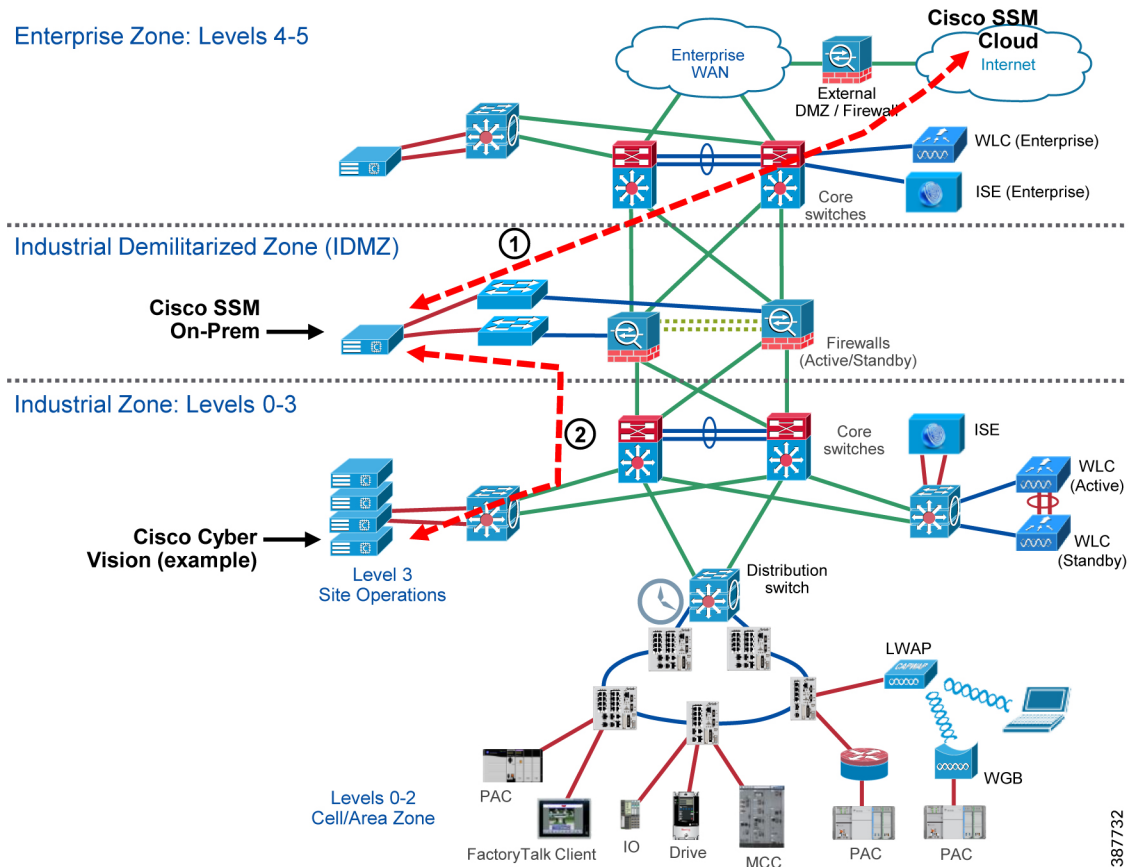 Enterprise Zone: Levels 4-5
Cisco SSM
Cloud
Internet
Enterprise
WAN
External
DMZ / Firewall
WLC (Enterprise)
ISE (Enterprise)
Core
switches
Industrial Demilitarized Zone (IDMZ)
1
Cisco SSM
On-Prem
Firewalls
(Active/Standby)
Industrial Zone: Levels 0-3
2
Core
switches
ISE
WLC
(Active)
WLC
(Standby)
Cisco Cyber
Vision (example)
Level 3
Site Operations
Distribution
switch
LWAP
CAPWAP
WGB
PAC
Levels 0-2
Cell/Area Zone
FactoryTalk Client
IO
Drive
MCC
PAC
PAC
387732